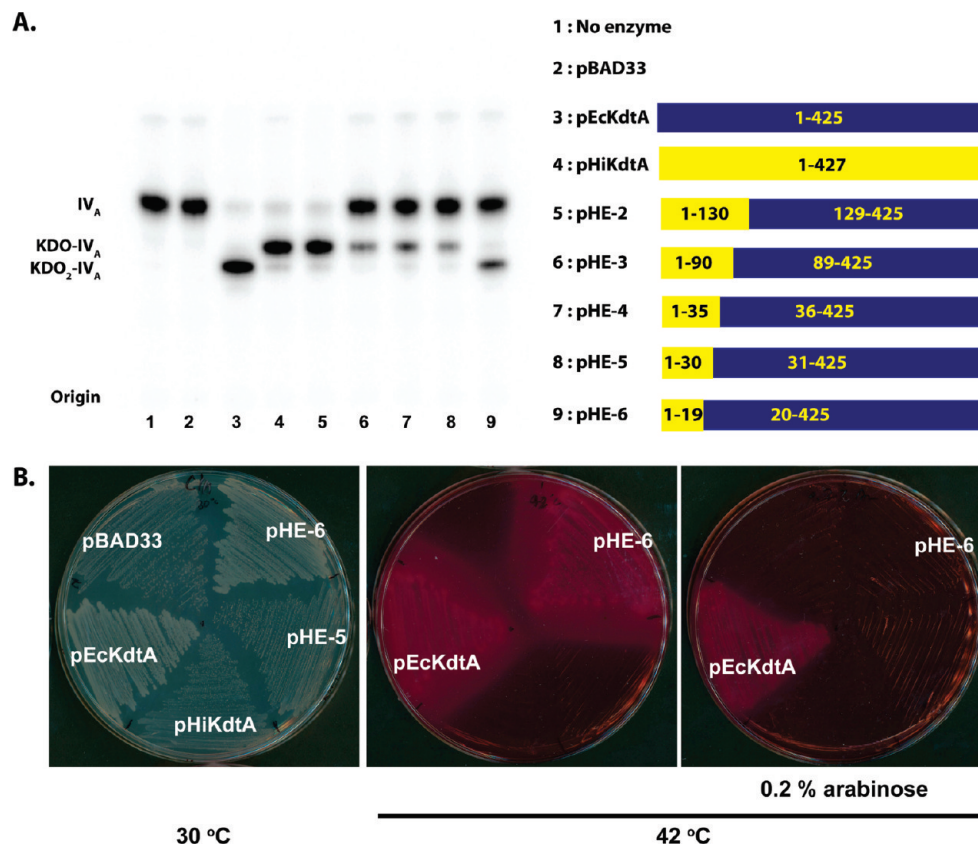 A.
IV_A
KDO-IV_A
KDO₂-IV_A
Origin
1 2 3 4 5 6 7 8 9
1 : No enzyme
2 : pBAD33
3 : pEcKdtA 1-425
4 : pHiKdtA 1-427
5 : pHE-2 1-130 129-425
6 : pHE-3 1-90 89-425
7 : pHE-4 1-35 36-425
8 : pHE-5 1-30 31-425
9 : pHE-6 1-19 20-425
B.
pBAD33
pHE-6
pEcKdtA
pHE-5
pHiKdtA
pHE-6
pEcKdtA
pHE-6
pEcKdtA
0.2 % arabinose
30 °C
42 °C